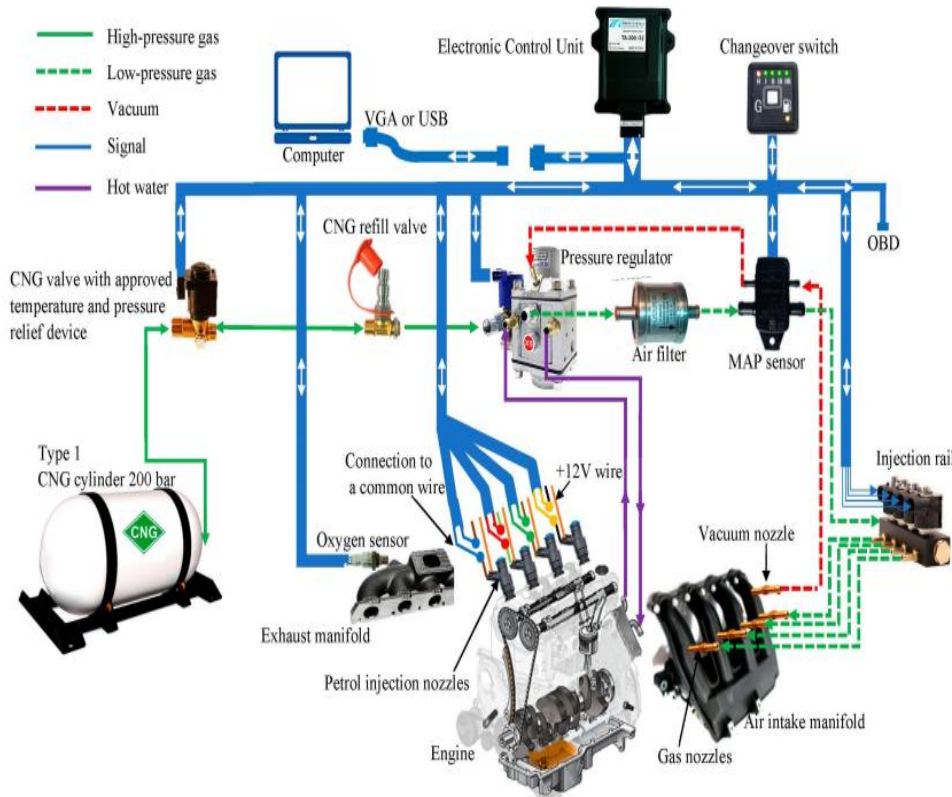 High-pressure gas
Low-pressure gas
Vacuum
Signal
Hot water
Electronic Control Unit
Changeover switch
VGA or USB
Computer
CNG refill valve
Pressure regulator
OBD
CNG valve with approved
temperature and pressure
relief device
Air filter
MAP sensor
Type 1
CNG cylinder 200 bar
CNG
Connection to
a common wire
+12V wire
Injection rail
Oxygen sensor
Vacuum nozzle
Exhaust manifold
Petrol injection nozzles
Engine
Air intake manifold
Gas nozzles
G